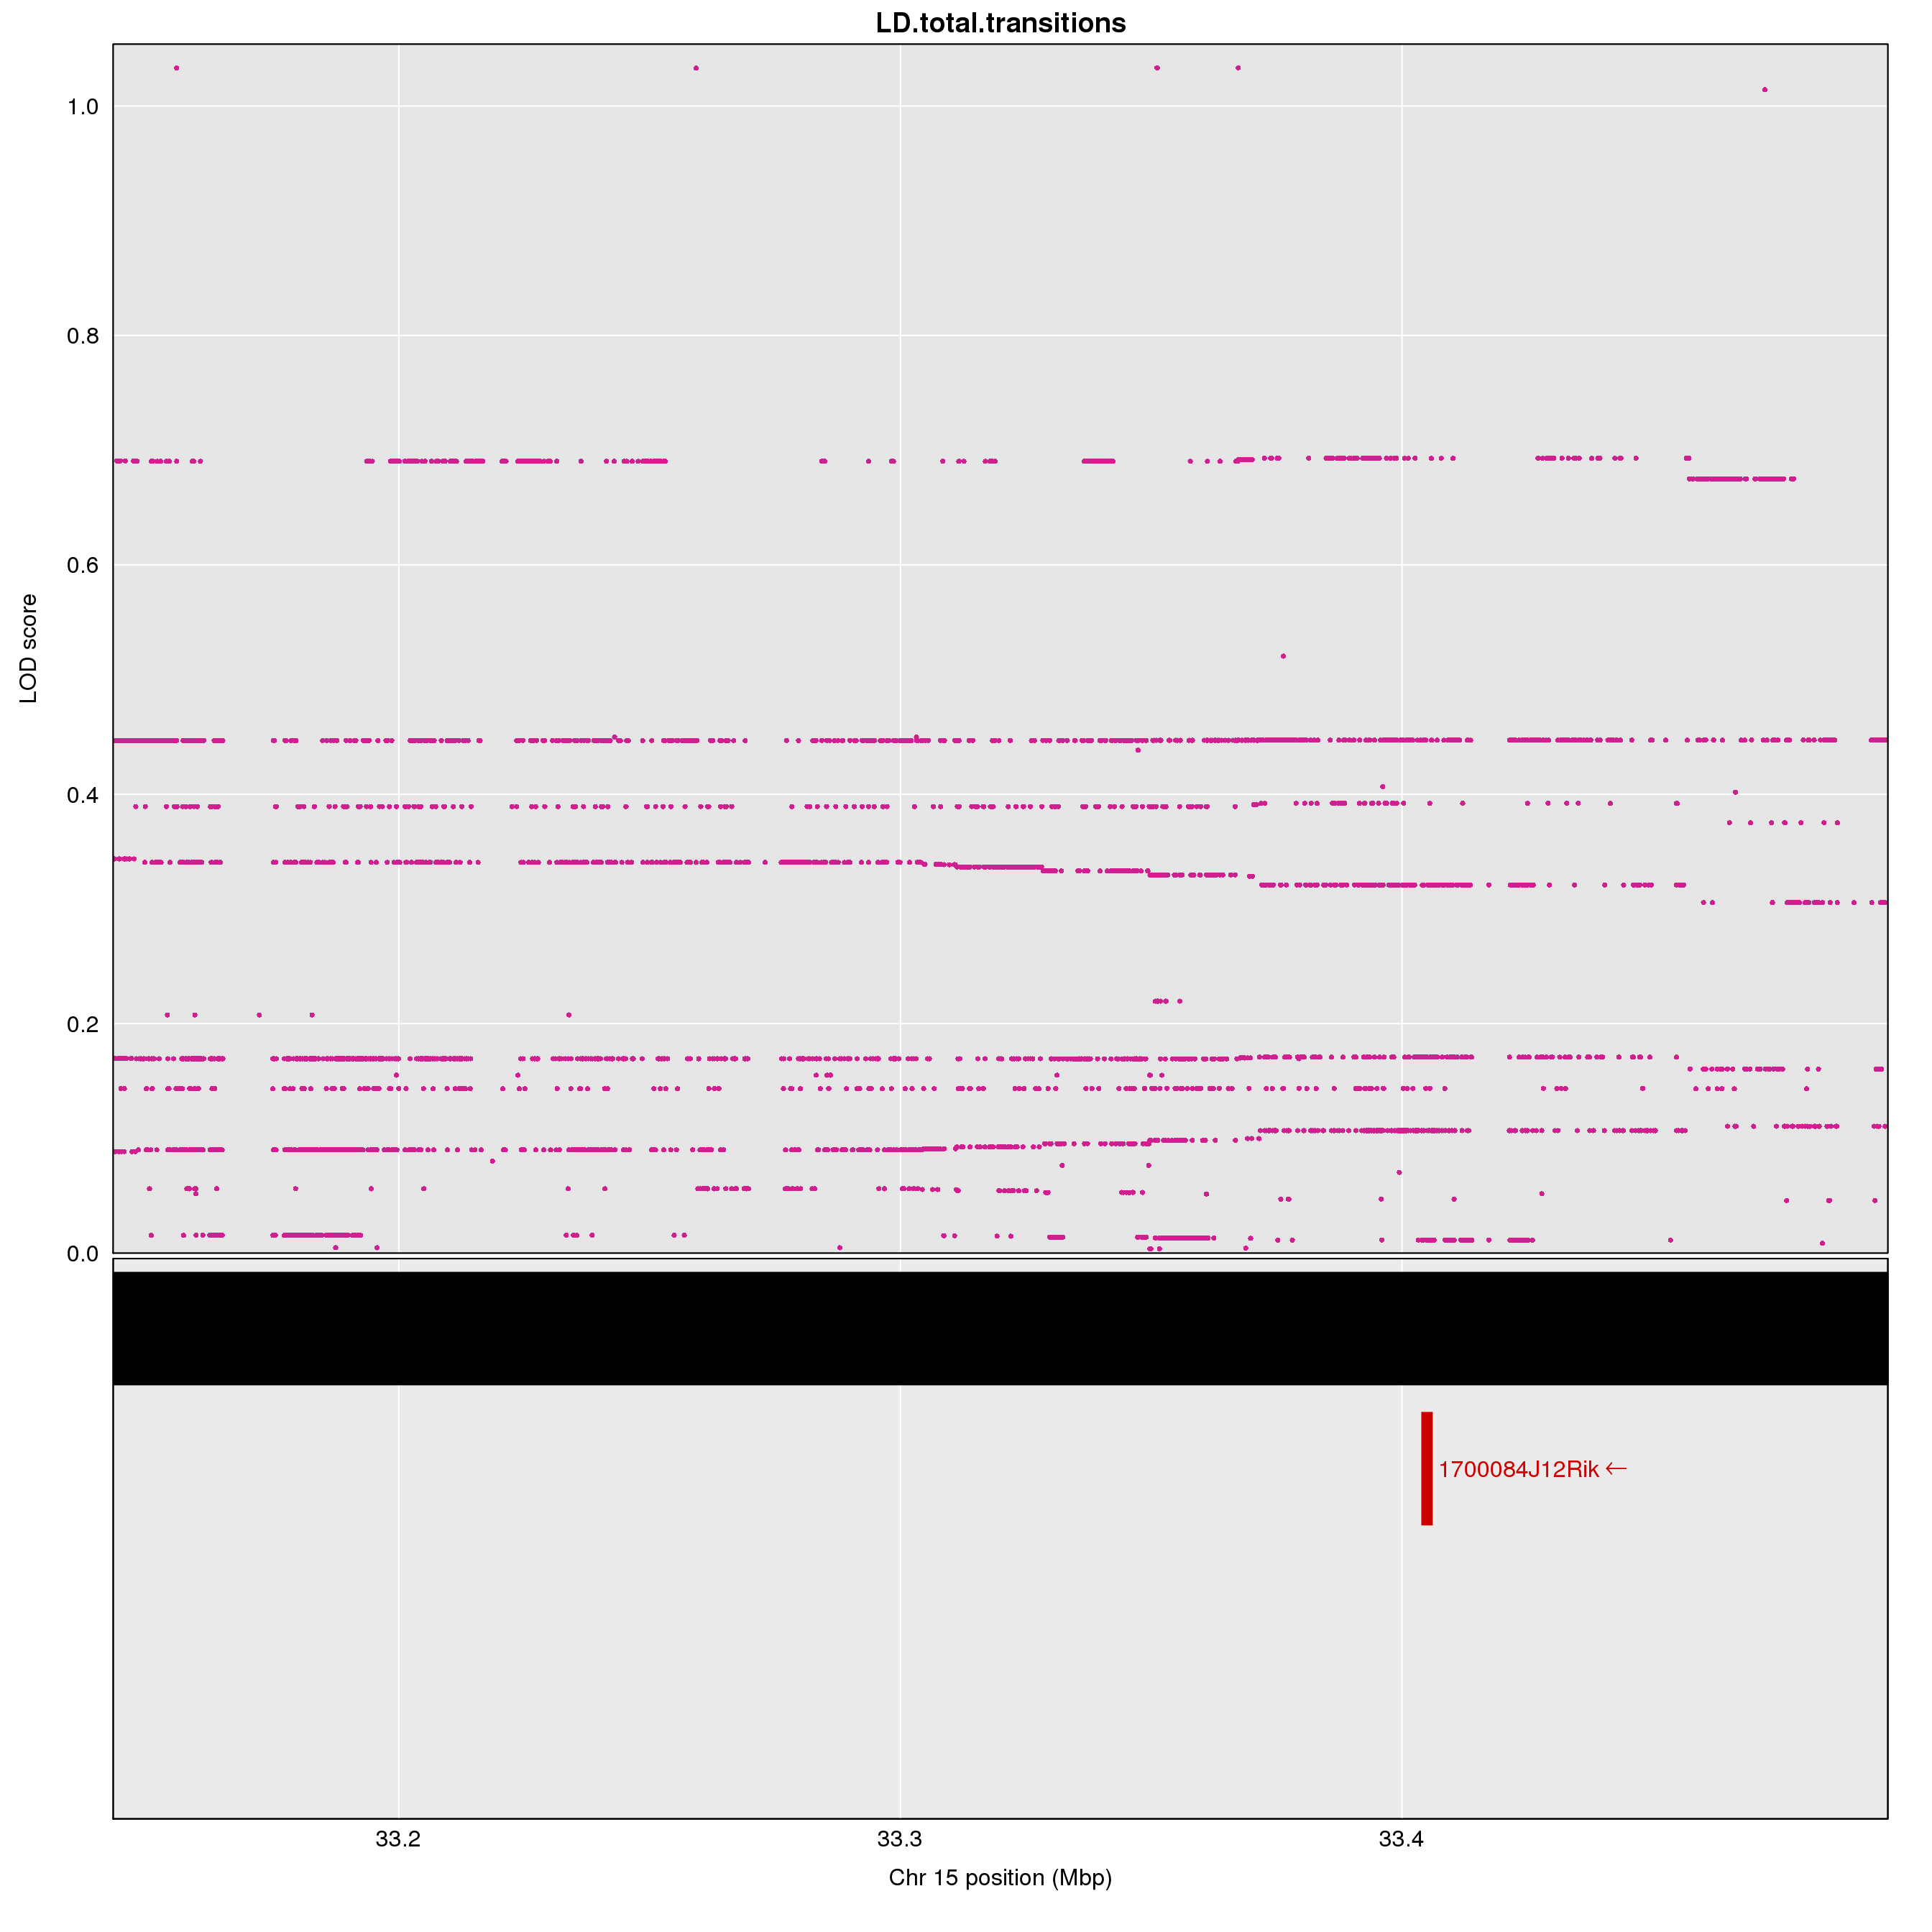 LD.total.transitions
1.0
0.8
0.6
0.4
0.2
0.0
LOD score
1700084J12Rik ←
33.2 33.3 33.4
Chr 15 position (Mbp)